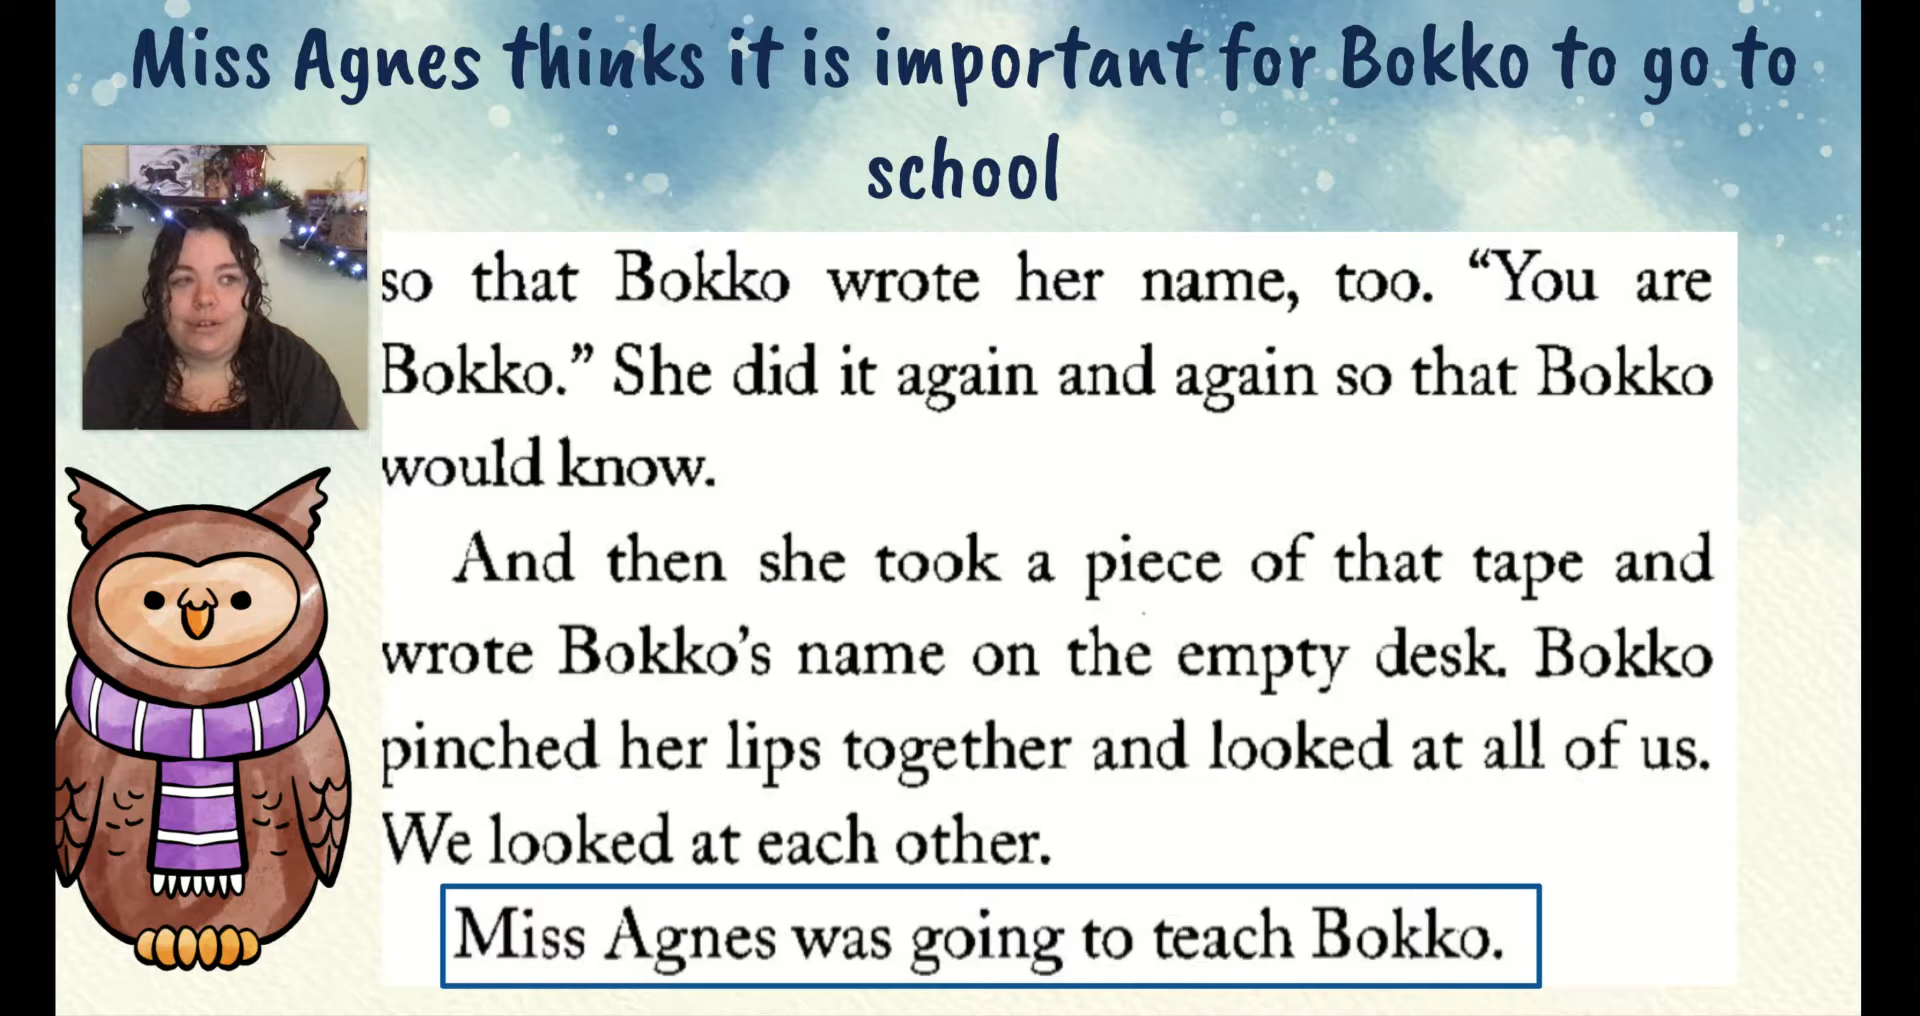 Miss Agnes thinks it is important for Bokko to go to
school
so that Bokko wrote her name, too. “You are
Bokko.” She did it again and again so that Bokko
would know.
And then she took a piece of that tape and
wrote Bokko’s name on the empty desk. Bokko
pinched her lips together and looked at all of us.
We looked at each other.
Miss Agnes was going to teach Bokko.